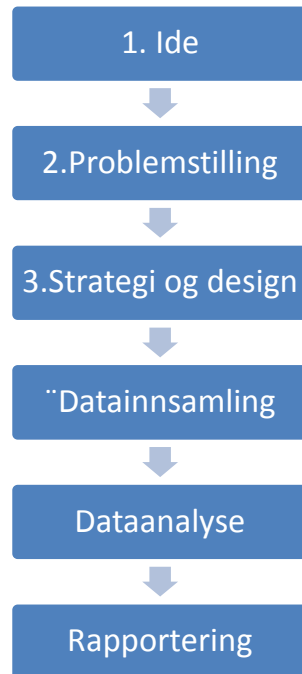 1. Ide
2.Problemstilling
3.Strategi og design
¨Datainnsamling
Dataanalyse
Rapportering